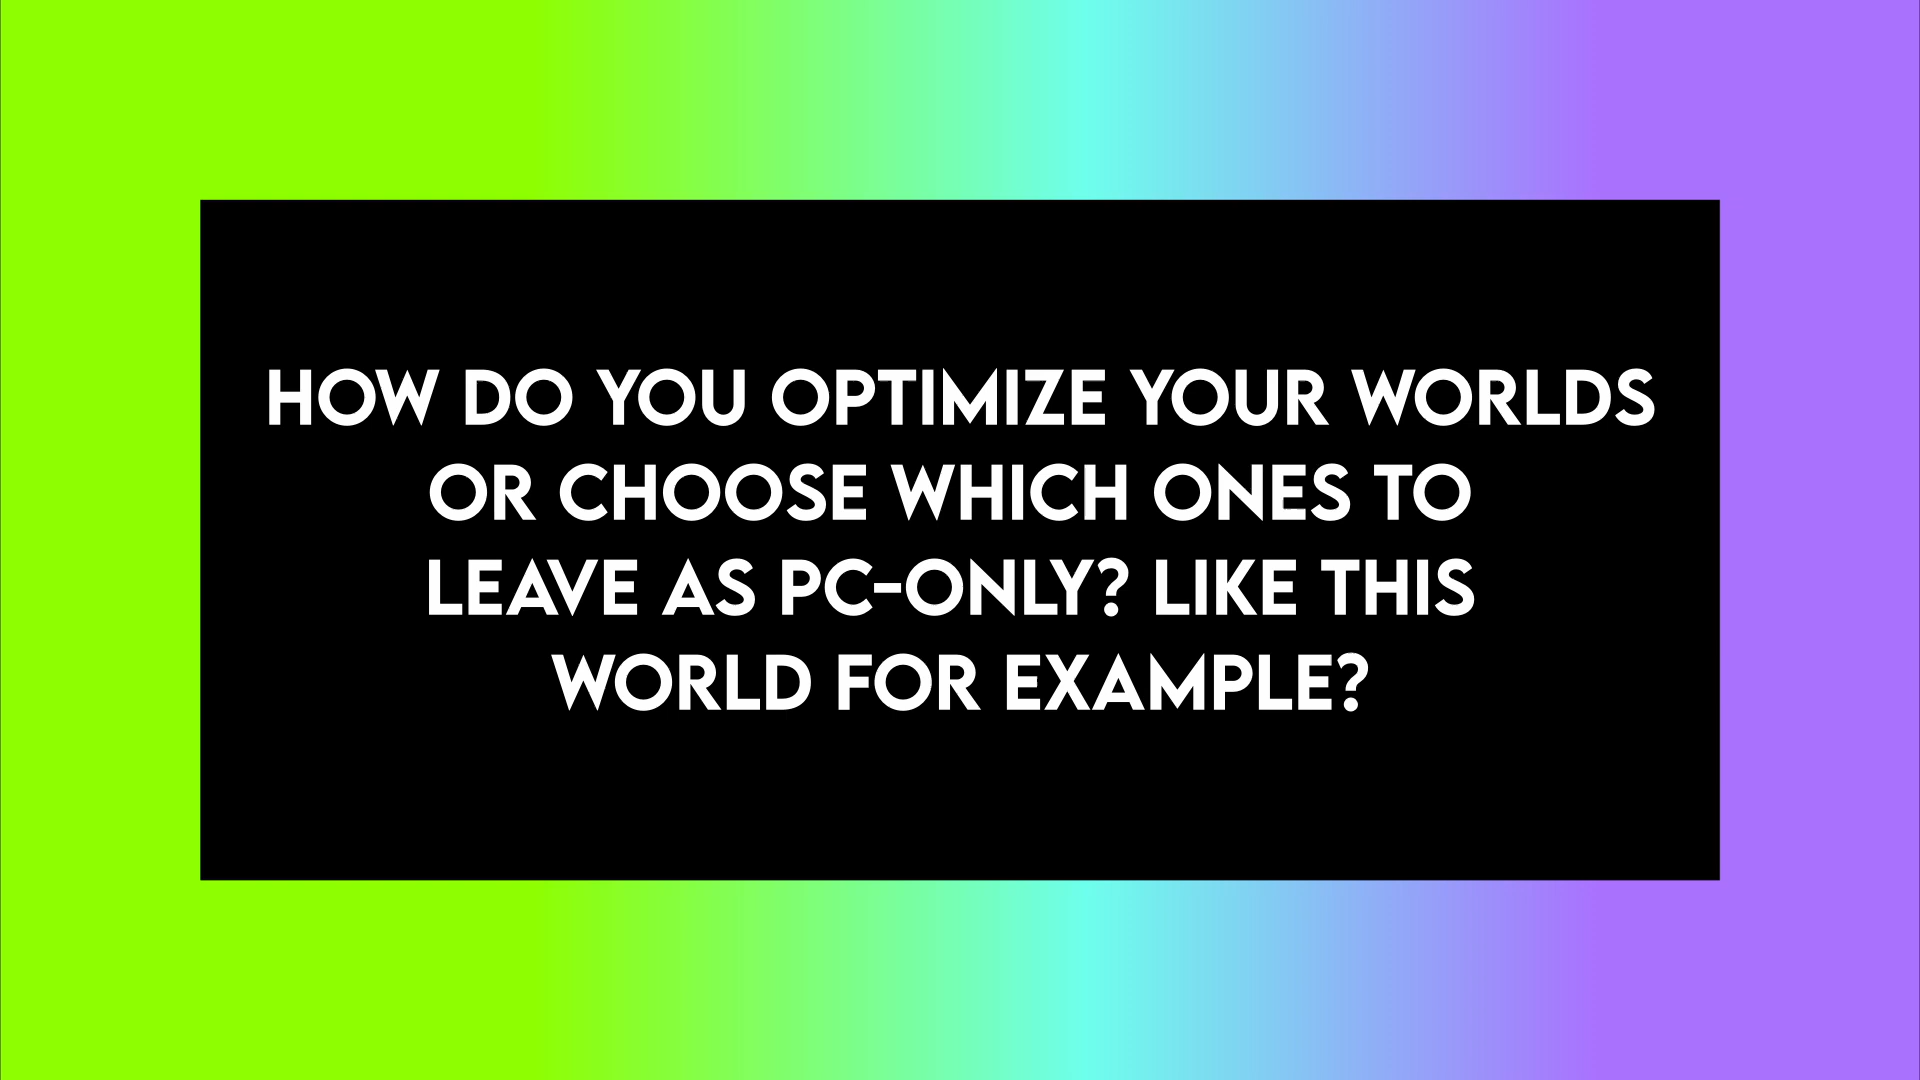 HOW DO YOU OPTIMIZE YOUR WORLDS
OR CHOOSE WHICH ONES TO
LEAVE AS PC-ONLY? LIKE THIS
WORLD FOR EXAMPLE?